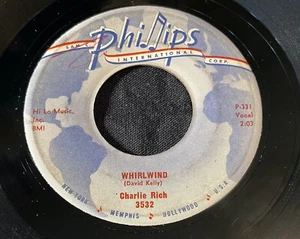 SAM C. Phillips CORP.
INTERNATIONAL
Hi Lo Music, Inc.
BMI
P-331
Vocal
2:03
WHIRLWIND
(David Kelly)
Charlie Rich
3532
NEW YORK MEMPHIS HOLLYWOOD U.S.A